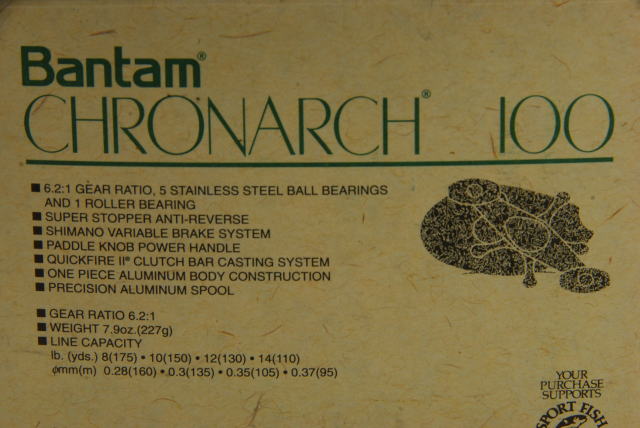 Bantam®
CHRONARCH® 100
■ 6.2:1 GEAR RATIO, 5 STAINLESS STEEL BALL BEARINGS
AND 1 ROLLER BEARING
■ SUPER STOPPER ANTI-REVERSE
■ SHIMANO VARIABLE BRAKE SYSTEM
■ PADDLE KNOB POWER HANDLE
■ QUICKFIRE II® CLUTCH BAR CASTING SYSTEM
■ ONE PIECE ALUMINUM BODY CONSTRUCTION
■ PRECISION ALUMINUM SPOOL
■ GEAR RATIO 6.2:1
■ WEIGHT 7.9oz.(227g)
■ LINE CAPACITY
lb. (yds.) 8(175) • 10(150) • 12(130) • 14(110)
ømm(m) 0.28(160) • 0.3(135) • 0.35(105) • 0.37(95)
YOUR
PURCHASE
SUPPORTS
SPORT FISH